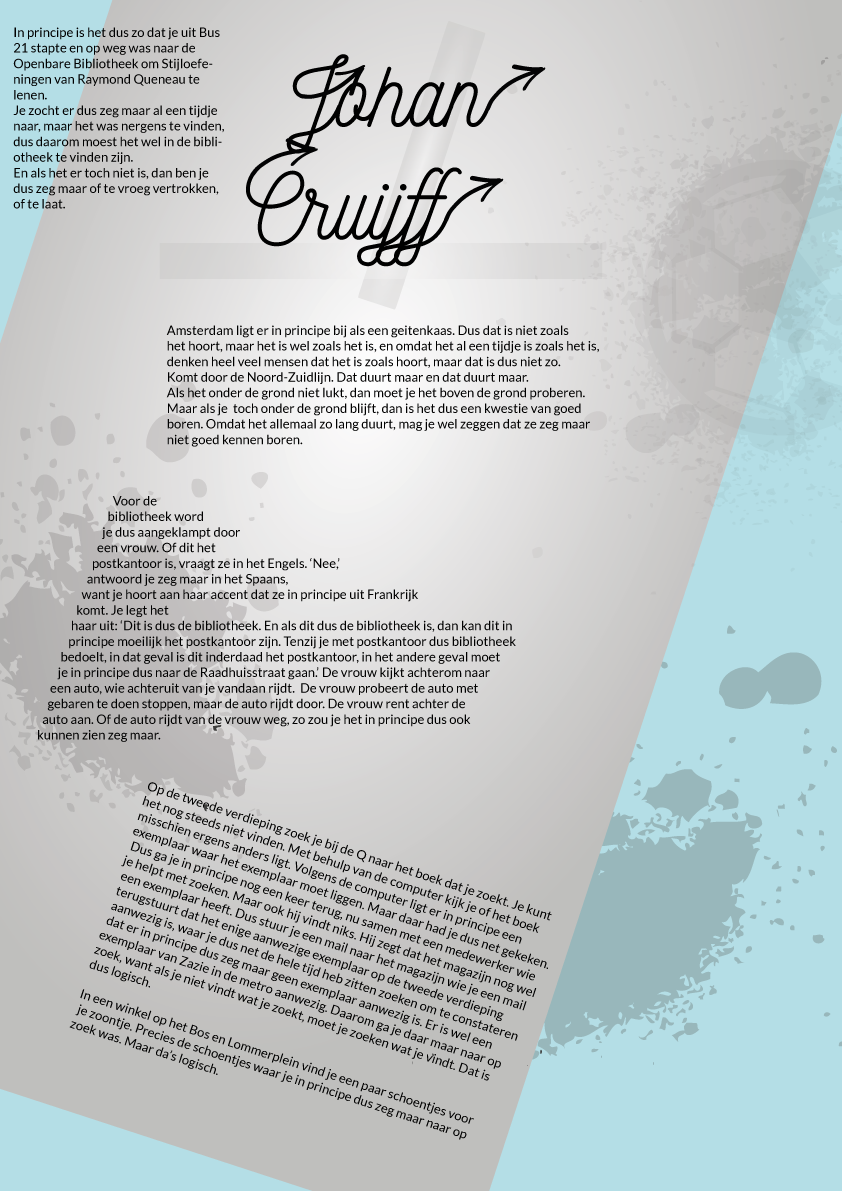 In principe is het dus zo dat je uit Bus
21 stapte en op weg was naar de
Openbare Bibliotheek om Stijloefe-
ningen van Raymond Queneau te
lenen.
Je zocht er dus zeg maar al een tijdje
naar, maar het was nergens te vinden,
dus daarom moest het wel in de bibli-
otheek te vinden zijn.
En als het er toch niet is, dan ben je
dus zeg maar of te vroeg vertrokken,
of te laat.
Johan
Cruijff
Amsterdam ligt er in principe bij als een geitenkaas. Dus dat is niet zoals
het hoort, maar het is wel zoals het is, en omdat het al een tijdje is zoals het is,
denken heel veel mensen dat het is zoals hoort, maar dat is dus niet zo.
Komt door de Noord-Zuidlijn. Dat duurt maar en dat duurt maar.
Als het onder de grond niet lukt, dan moet je het boven de grond proberen.
Maar als je toch onder de grond blijft, dan is het dus een kwestie van goed
boren. Omdat het allemaal zo lang duurt, mag je wel zeggen dat ze zeg maar
niet goed kennen boren.
Voor de
bibliotheek word
je dus aangeklampt door
een vrouw. Of dit het
postkantoor is, vraagt ze in het Engels. ‘Nee,’
antwoord je zeg maar in het Spaans,
want je hoort aan haar accent dat ze in principe uit Frankrijk
komt. Je legt het
haar uit: ‘Dit is dus de bibliotheek. En als dit dus de bibliotheek is, dan kan dit in
principe moeilijk het postkantoor zijn. Tenzij je met postkantoor dus bibliotheek
bedoelt, in dat geval is dit inderdaad het postkantoor, in het andere geval moet
je in principe dus naar de Raadhuisstraat gaan.’ De vrouw kijkt achterom naar
een auto, wie achteruit van je vandaan rijdt. De vrouw probeert de auto met
gebaren te doen stoppen, maar de auto rijdt door. De vrouw rent achter de
auto aan. Of de auto rijdt van de vrouw weg, zo zou je het in principe dus ook
kunnen zien zeg maar.
Op de tweede verdieping zoek je bij de Q naar het boek dat je zoekt. Je kunt
het nog steeds niet vinden. Met behulp van de computer kijk je of het boek
misschien ergens anders ligt. Volgens de computer ligt er in principe een
exemplaar waar het exemplaar moet liggen. Maar daar had je dus net gekeken.
Dus ga je in principe nog een keer terug, nu samen met een medewerker wie
je helpt met zoeken. Maar ook hij vindt niks. Hij zegt dat het magazijn nog wel
een exemplaar heeft. Dus stuur je een mail naar het magazijn wie je een mail
terugstuurt dat het enige aanwezige exemplaar op de tweede verdieping
aanwezig is, waar je dus net de hele tijd heb zitten zoeken om te constateren
dat er in principe dus zeg maar geen exemplaar aanwezig is. Er is wel een
exemplaar van Zazie in de metro aanwezig. Daarom ga je daar maar naar op
zoek, want als je niet vindt wat je zoekt, moet je zoeken wat je vindt. Dat is
dus logisch.
In een winkel op het Bos en Lommerplein vind je een paar schoentjes voor
je zoontje. Precies de schoentjes waar je in principe dus zeg maar naar op
zoek was. Maar da’s logisch.